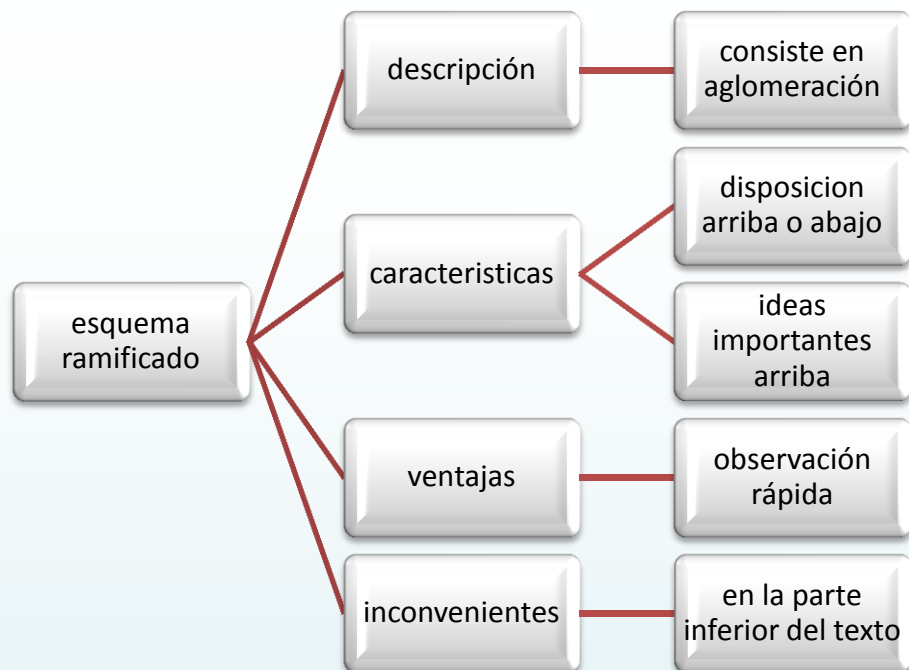 esquema
ramificado
descripción
consiste en
aglomeración
caracteristicas
disposicion
arriba o abajo
ideas
importantes
arriba
ventajas
observación
rápida
inconvenientes
en la parte
inferior del texto